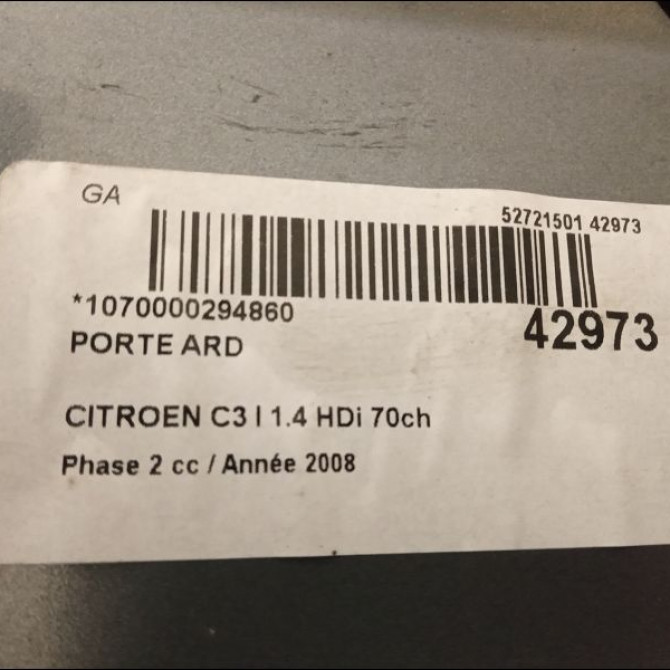 GA
52721501 42973
*1070000294860
42973
PORTE ARD
CITROEN C3 I 1.4 HDi 70ch
Phase 2 cc / Année 2008